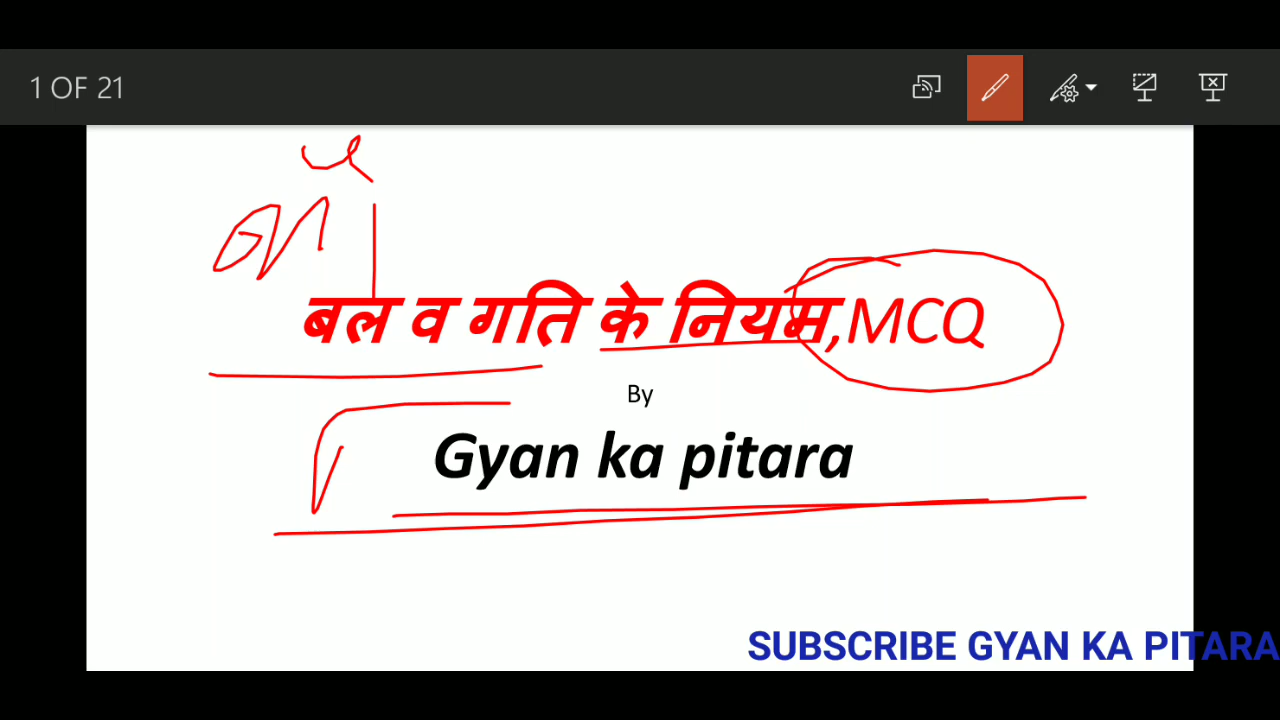 1 OF 21
बल व गति के नियम,MCQ
By
Gyan ka pitara
SUBSCRIBE GYAN KA PITARA